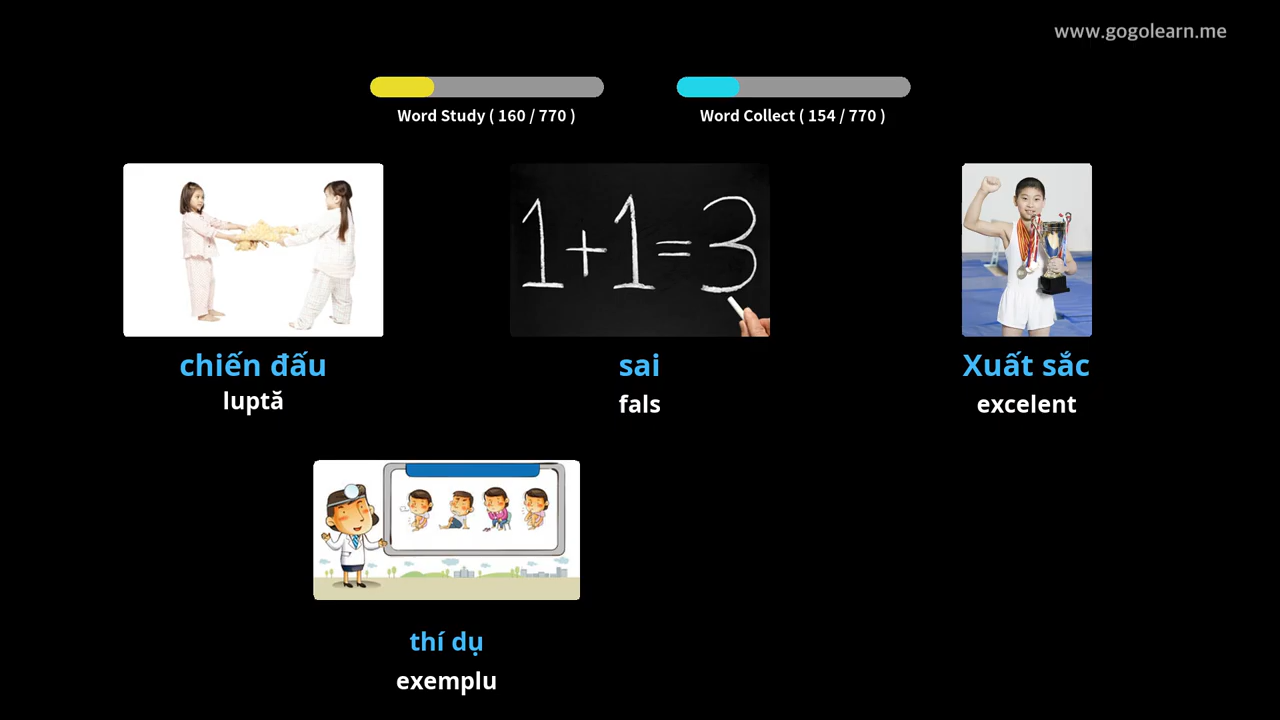 www.gogolearn.me
Word Study ( 160 / 770 )
Word Collect ( 154 / 770 )
1+1=3
chiến đấu
luptă
sai
fals
Xuất sắc
excelent
thí dụ
exemplu